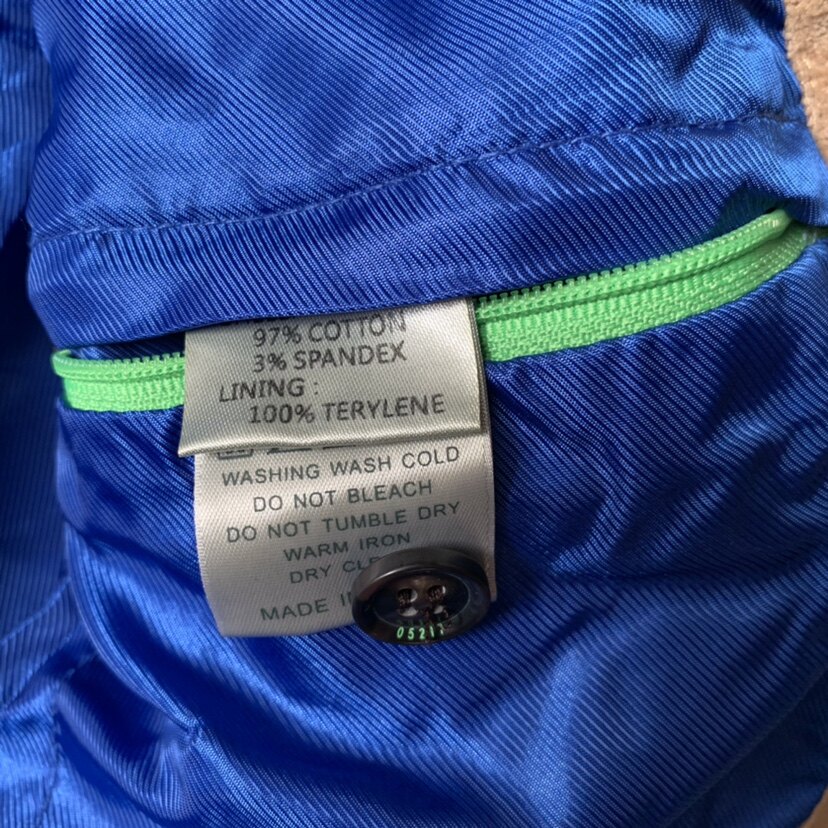 97% COTTON
3% SPANDEX
LINING :
100% TERYLENE
WASHING WASH COLD
DO NOT BLEACH
DO NOT TUMBLE DRY
WARM IRON
DRY
MADE